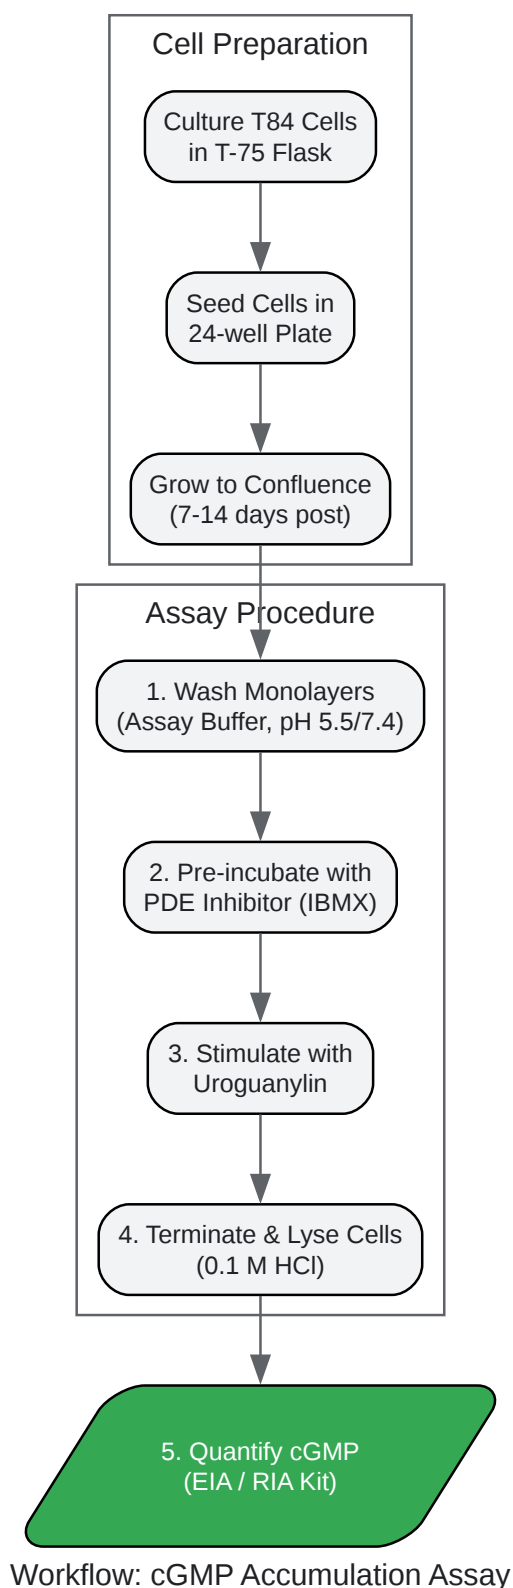 Cell Preparation
Culture T84 Cells
in T-75 Flask
Seed Cells in
24-well Plate
Grow to Confluence
(7-14 days post)
Assay Procedure
1. Wash Monolayers
(Assay Buffer, pH 5.5/7.4)
2. Pre-incubate with
PDE Inhibitor (IBMX)
3. Stimulate with
Uroguanylin
4. Terminate & Lyse Cells
(0.1 M HCl)
5. Quantify cGMP
(EIA / RIA Kit)
Workflow: cGMP Accumulation Assay